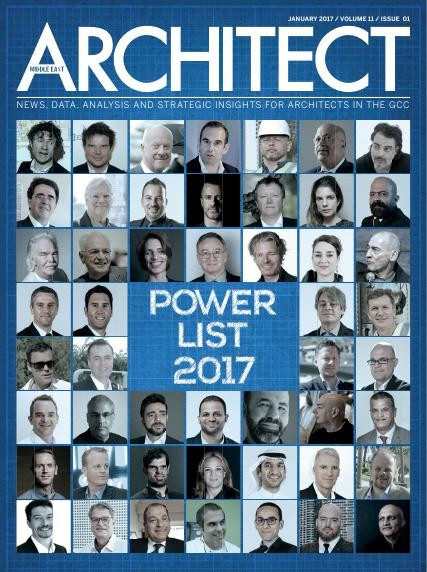 JANUARY 2017 / VOLUME 11 / ISSUE 01
ARCHITECT
MIDDLE EAST
NEWS, DATA, ANALYSIS AND STRATEGIC INSIGHTS FOR ARCHITECTS IN THE GCC
POWER
LIST
2017